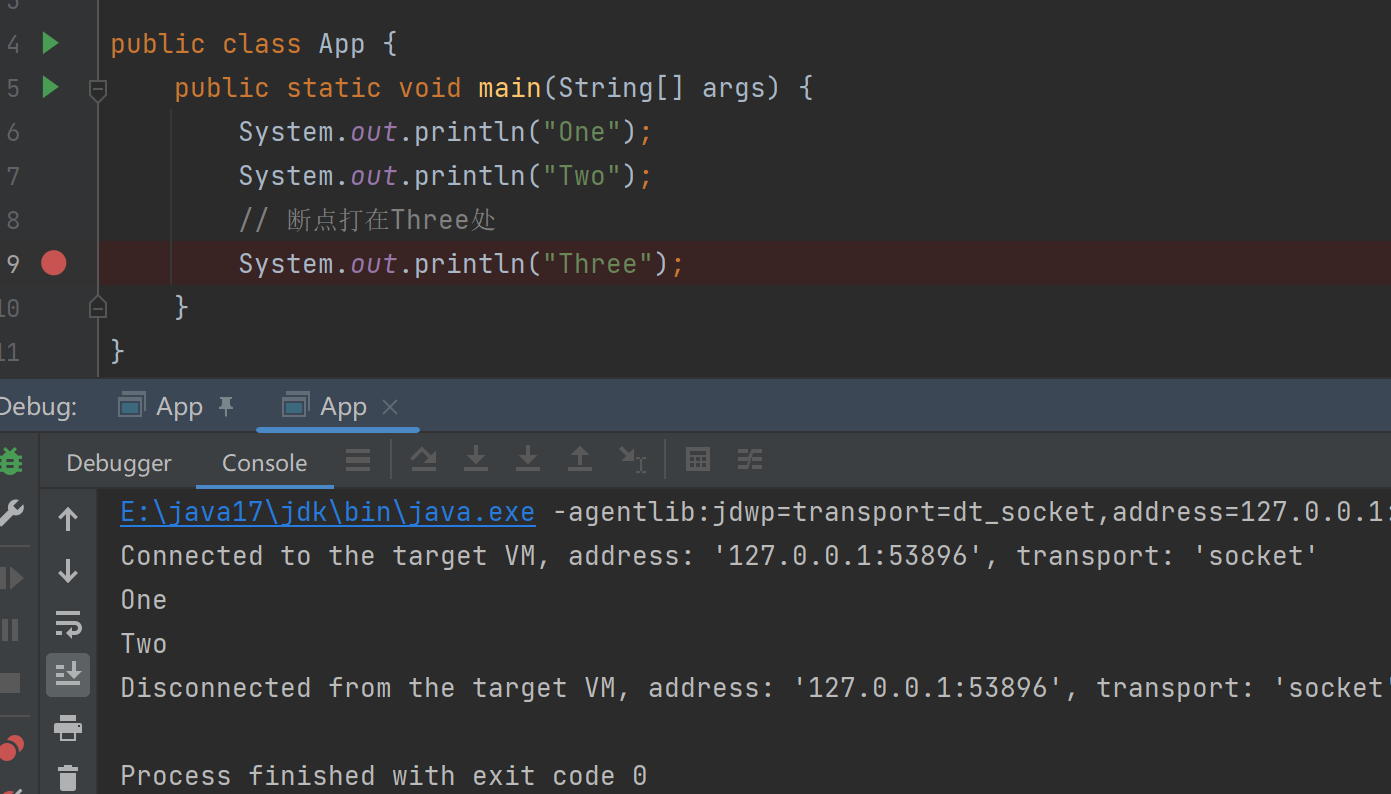 4
public class App {
5
public static void main(String[] args) {
6
System.out.println("One");
7
System.out.println("Two");
8
// 断点打在Three处
9
System.out.println("Three");
10
}
11
}
Debug:
App
App
Debugger
Console
E:\java17\jdk\bin\java.exe -agentlib:jdwp=transport=dt_socket,address=127.0.0.1:
Connected to the target VM, address: '127.0.0.1:53896', transport: 'socket'
One
Two
Disconnected from the target VM, address: '127.0.0.1:53896', transport: 'socket'
Process finished with exit code 0